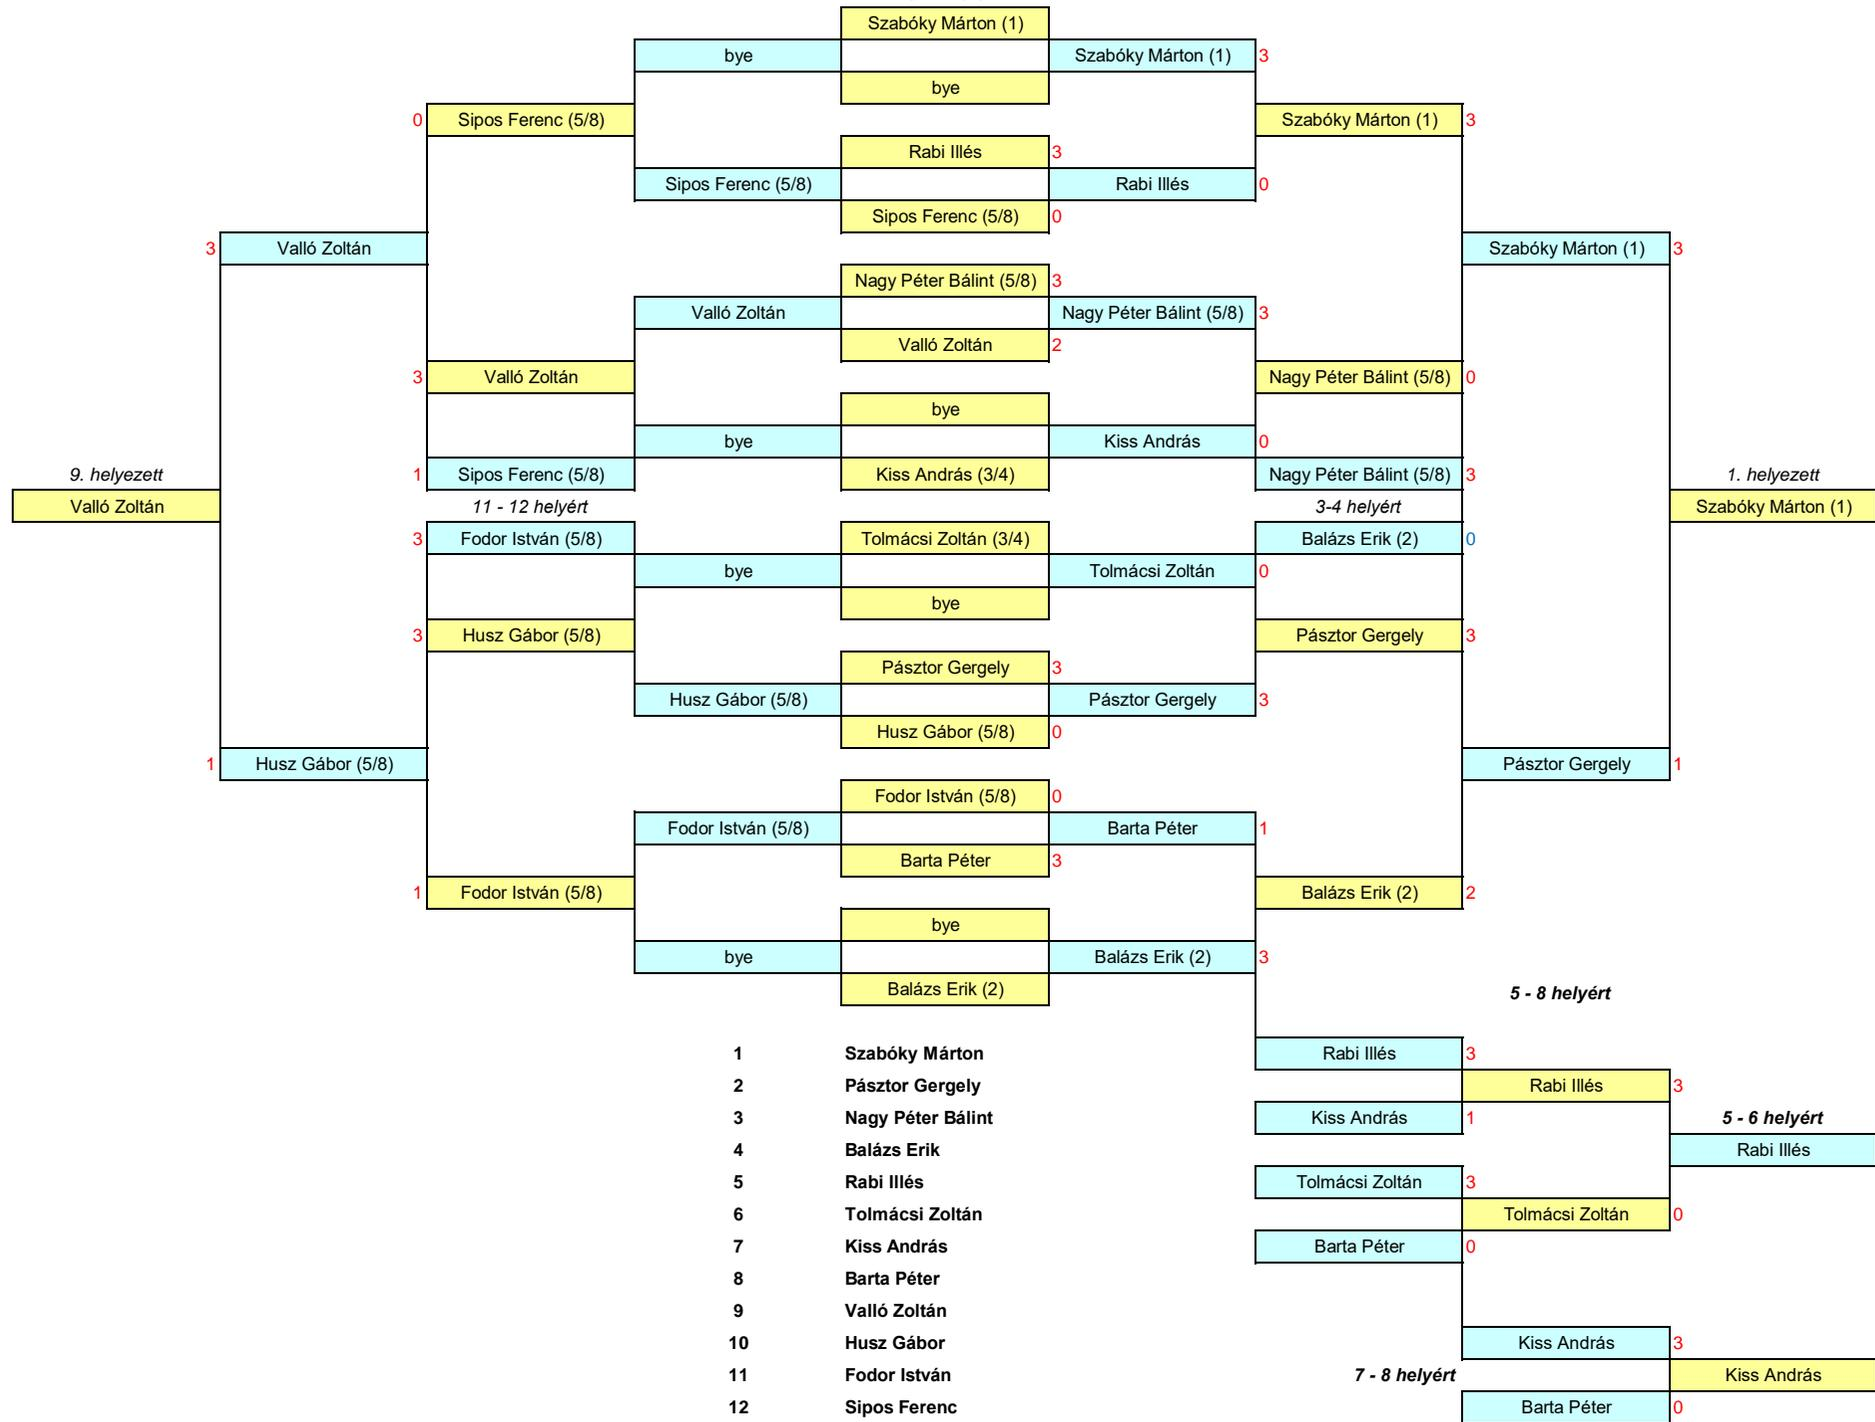 Szabóky Márton (1)
bye Szabóky Márton (1) 3
bye
0 Sipos Ferenc (5/8) Szabóky Márton (1) 3
Rabi Illés 3
Sipos Ferenc (5/8) Rabi Illés 0
Sipos Ferenc (5/8) 0
3 Valló Zoltán Szabóky Márton (1) 3
Nagy Péter Bálint (5/8) 3
Valló Zoltán Nagy Péter Bálint (5/8) 3
Valló Zoltán 2
3 Valló Zoltán Nagy Péter Bálint (5/8) 0
bye
bye Kiss András 0
9. helyezett 1 Sipos Ferenc (5/8) Kiss András (3/4) Nagy Péter Bálint (5/8) 3 1. helyezett
Valló Zoltán 11 - 12 helyért 3-4 helyért Szabóky Márton (1)
3 Fodor István (5/8) Tolmácsi Zoltán (3/4) Balázs Erik (2) 0
bye Tolmácsi Zoltán 0
bye
3 Husz Gábor (5/8) Pásztor Gergely 3
Pásztor Gergely 3
Husz Gábor (5/8) Pásztor Gergely 3
Husz Gábor (5/8) 0
1 Husz Gábor (5/8) Pásztor Gergely 1
Fodor István (5/8) 0
Fodor István (5/8) Barta Péter 1
Barta Péter 3
1 Fodor István (5/8) Balázs Erik (2) 2
bye
bye Balázs Erik (2) 3
Balázs Erik (2) 5 - 8 helyért
1 Szabóky Márton Rabi Illés 3
2 Pásztor Gergely Rabi Illés 3
3 Nagy Péter Bálint Kiss András 1 5 - 6 helyért
4 Balázs Erik Rabi Illés
5 Rabi Illés Tolmácsi Zoltán 3
6 Tolmácsi Zoltán Tolmácsi Zoltán 0
7 Kiss András Barta Péter 0
8 Barta Péter
9 Valló Zoltán
10 Husz Gábor Kiss András 3
11 Fodor István 7 - 8 helyért Kiss András
12 Sipos Ferenc Barta Péter 0